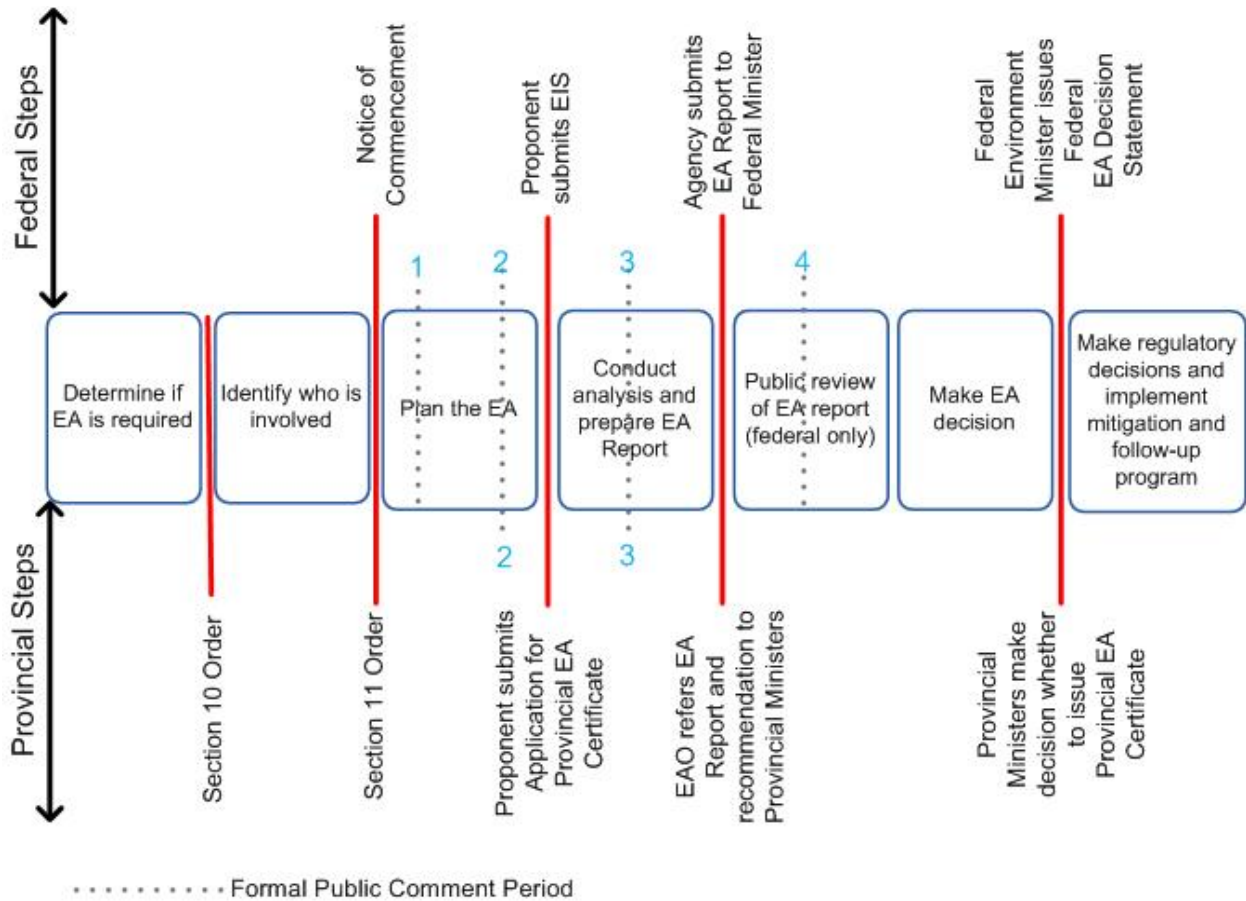 Federal Steps
Notice of
Commencement
Proponent
submits EIS
Agency submits
EA Report to
Federal Minister
Federal
Environment
Minister issues
Federal
EA Decision
Statement
1
2
3
4
Determine if
EA is required
Identify who is
involved
Plan the EA
Conduct
analysis and
prepare EA
Report
Public review
of EA report
(federal only)
Make EA
decision
Make regulatory
decisions and
implement
mitigation and
follow-up
program
2
3
Provincial Steps
Section 10 Order
Section 11 Order
Proponent submits
Application for
Provincial EA
Certificate
EAO refers EA
Report and
recommendation to
Provincial Ministers
Provincial
Ministers make
decision whether
to issue
Provincial EA
Certificate
Formal Public Comment Period